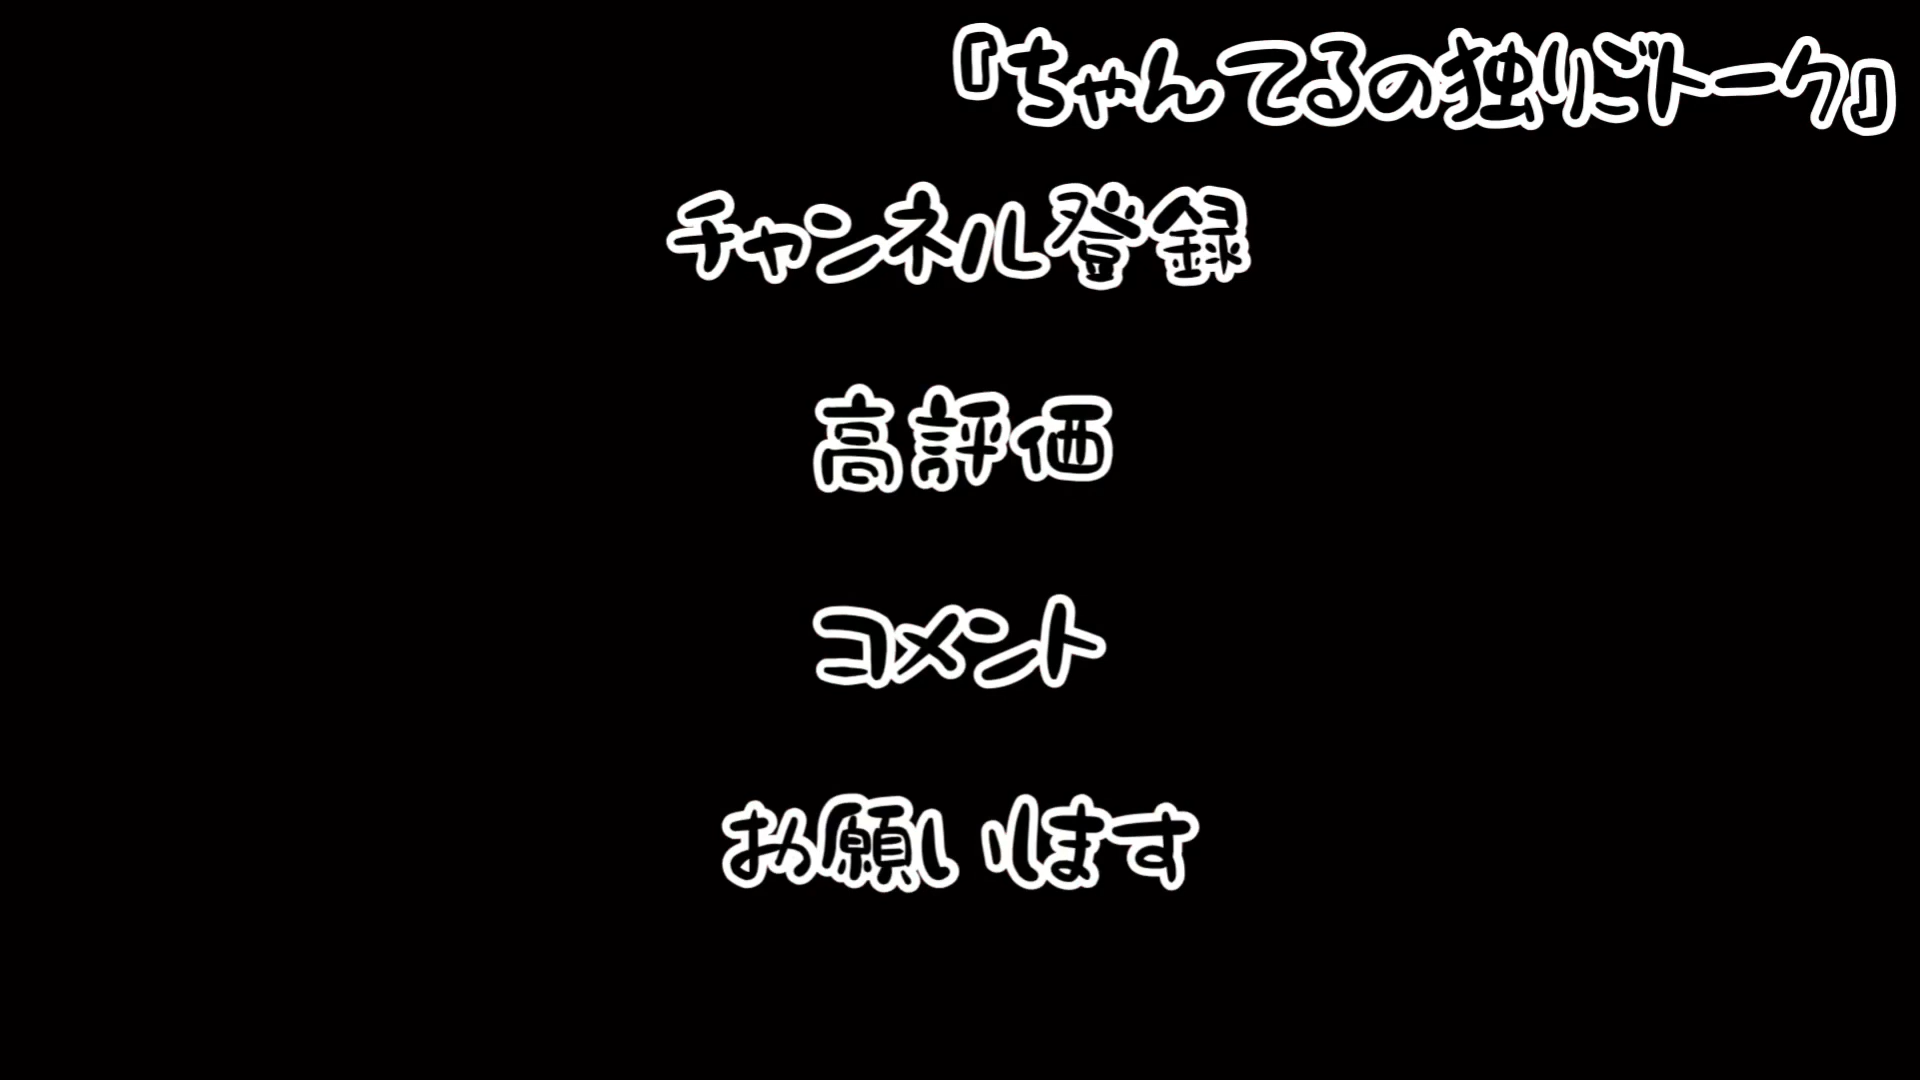 『ちゃんてるの独りごトーク』
チャンネル登録
高評価
コメント
お願いします